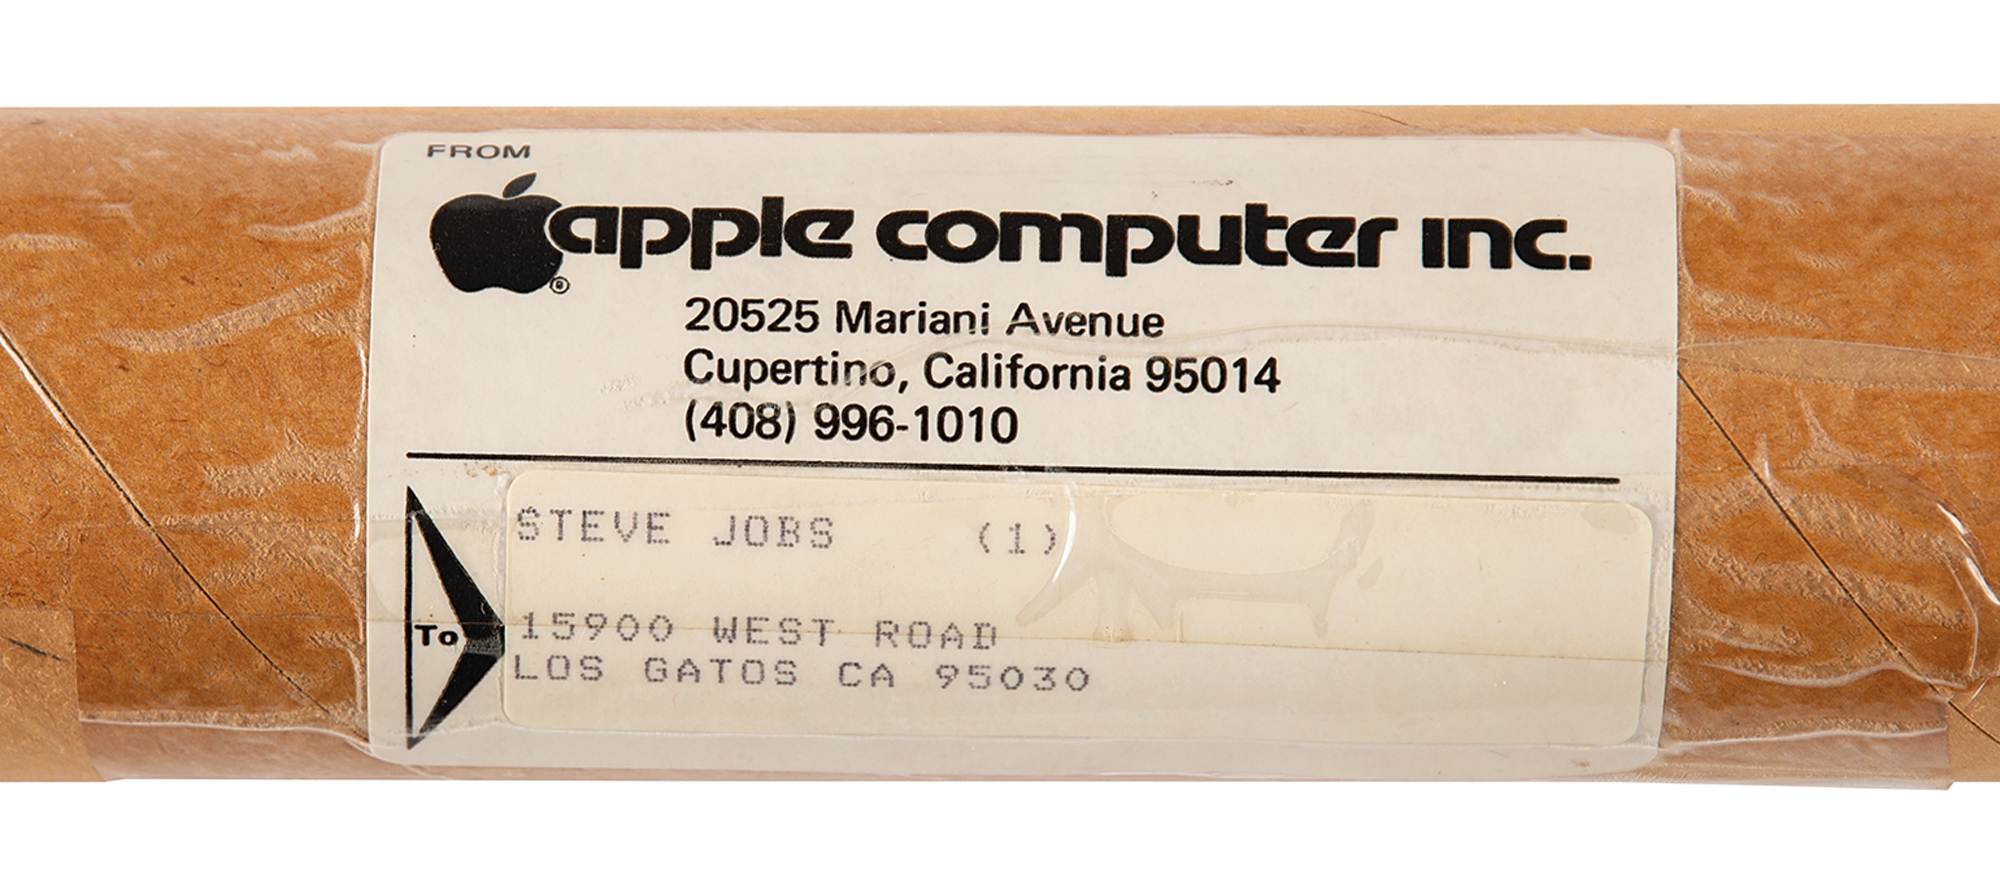 FROM
apple computer inc.
®
20525 Mariani Avenue
Cupertino, California 95014
(408) 996-1010
STEVE JOBS (1)
To
15900 WEST ROAD
LOS GATOS CA 95030